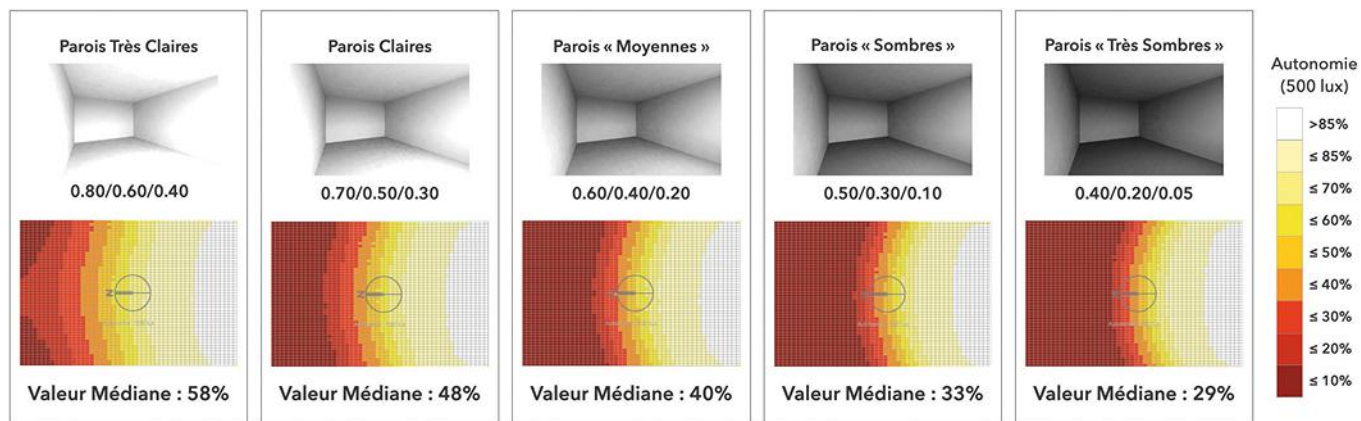 Parois Très Claires
0.80/0.60/0.40
N
Valeur Médiane : 58%
Parois Claires
0.70/0.50/0.30
N
Valeur Médiane : 48%
Parois « Moyennes »
0.60/0.40/0.20
N
Valeur Médiane : 40%
Parois « Sombres »
0.50/0.30/0.10
N
Valeur Médiane : 33%
Parois « Très Sombres »
0.40/0.20/0.05
N
Valeur Médiane : 29%
Autonomie
(500 lux)
>85%
≤ 85%
≤ 70%
≤ 60%
≤ 50%
≤ 40%
≤ 30%
≤ 20%
≤ 10%